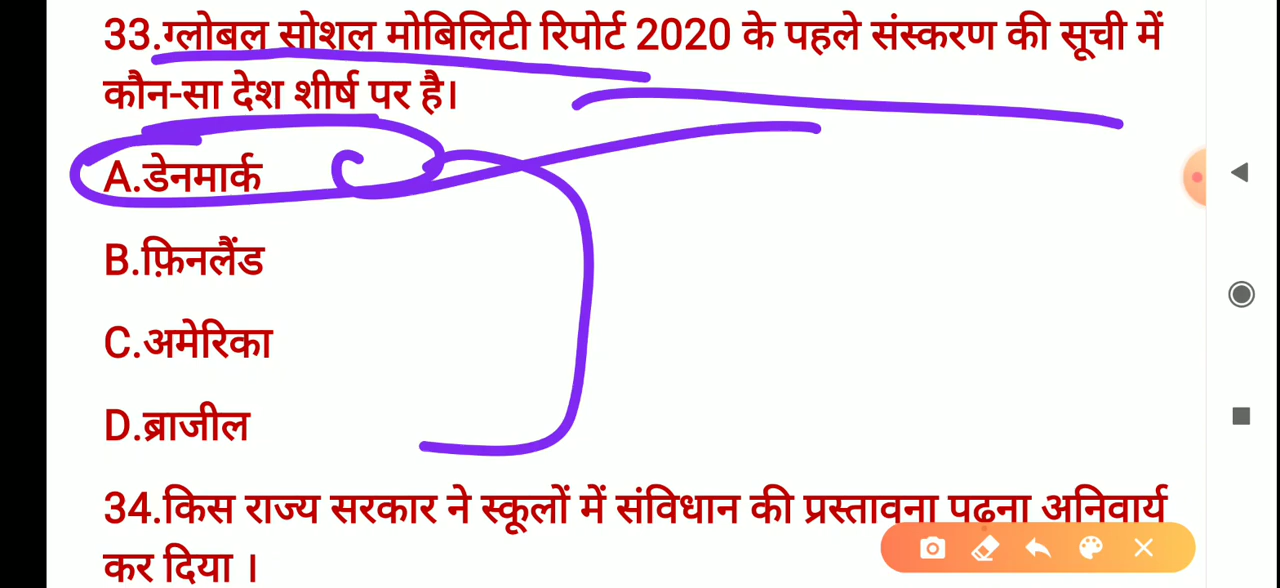 33.ग्लोबल सोशल मोबिलिटी रिपोर्ट 2020 के पहले संस्करण की सूची में
कौन-सा देश शीर्ष पर है।
A.डेनमार्क
B.फ़िनलैंड
C.अमेरिका
D.ब्राजील
34.किस राज्य सरकार ने स्कूलों में संविधान की प्रस्तावना पढ़ना अनिवार्य
कर दिया ।